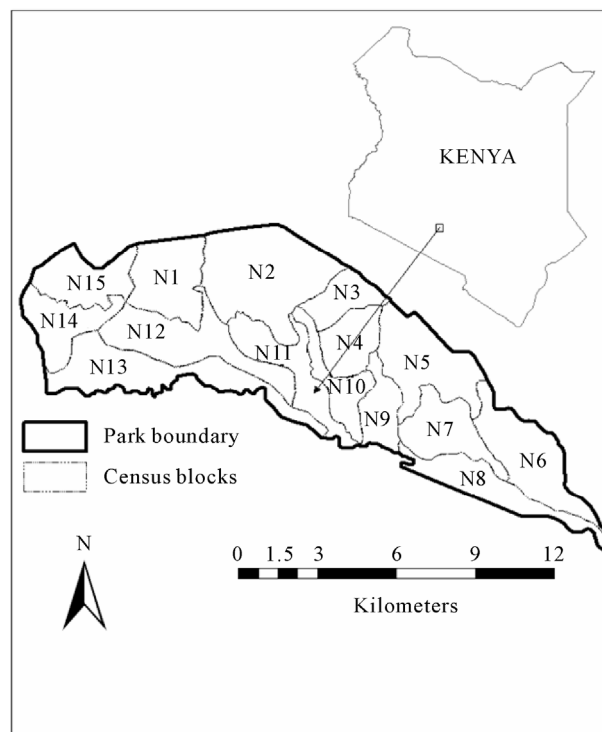 KENYA
N15
N1
N2
N3
N14
N12
N11
N4
N5
N13
N10
N9
N7
N6
N8
Park boundary
Census blocks
N
0 1.5 3 6 9 12
Kilometers